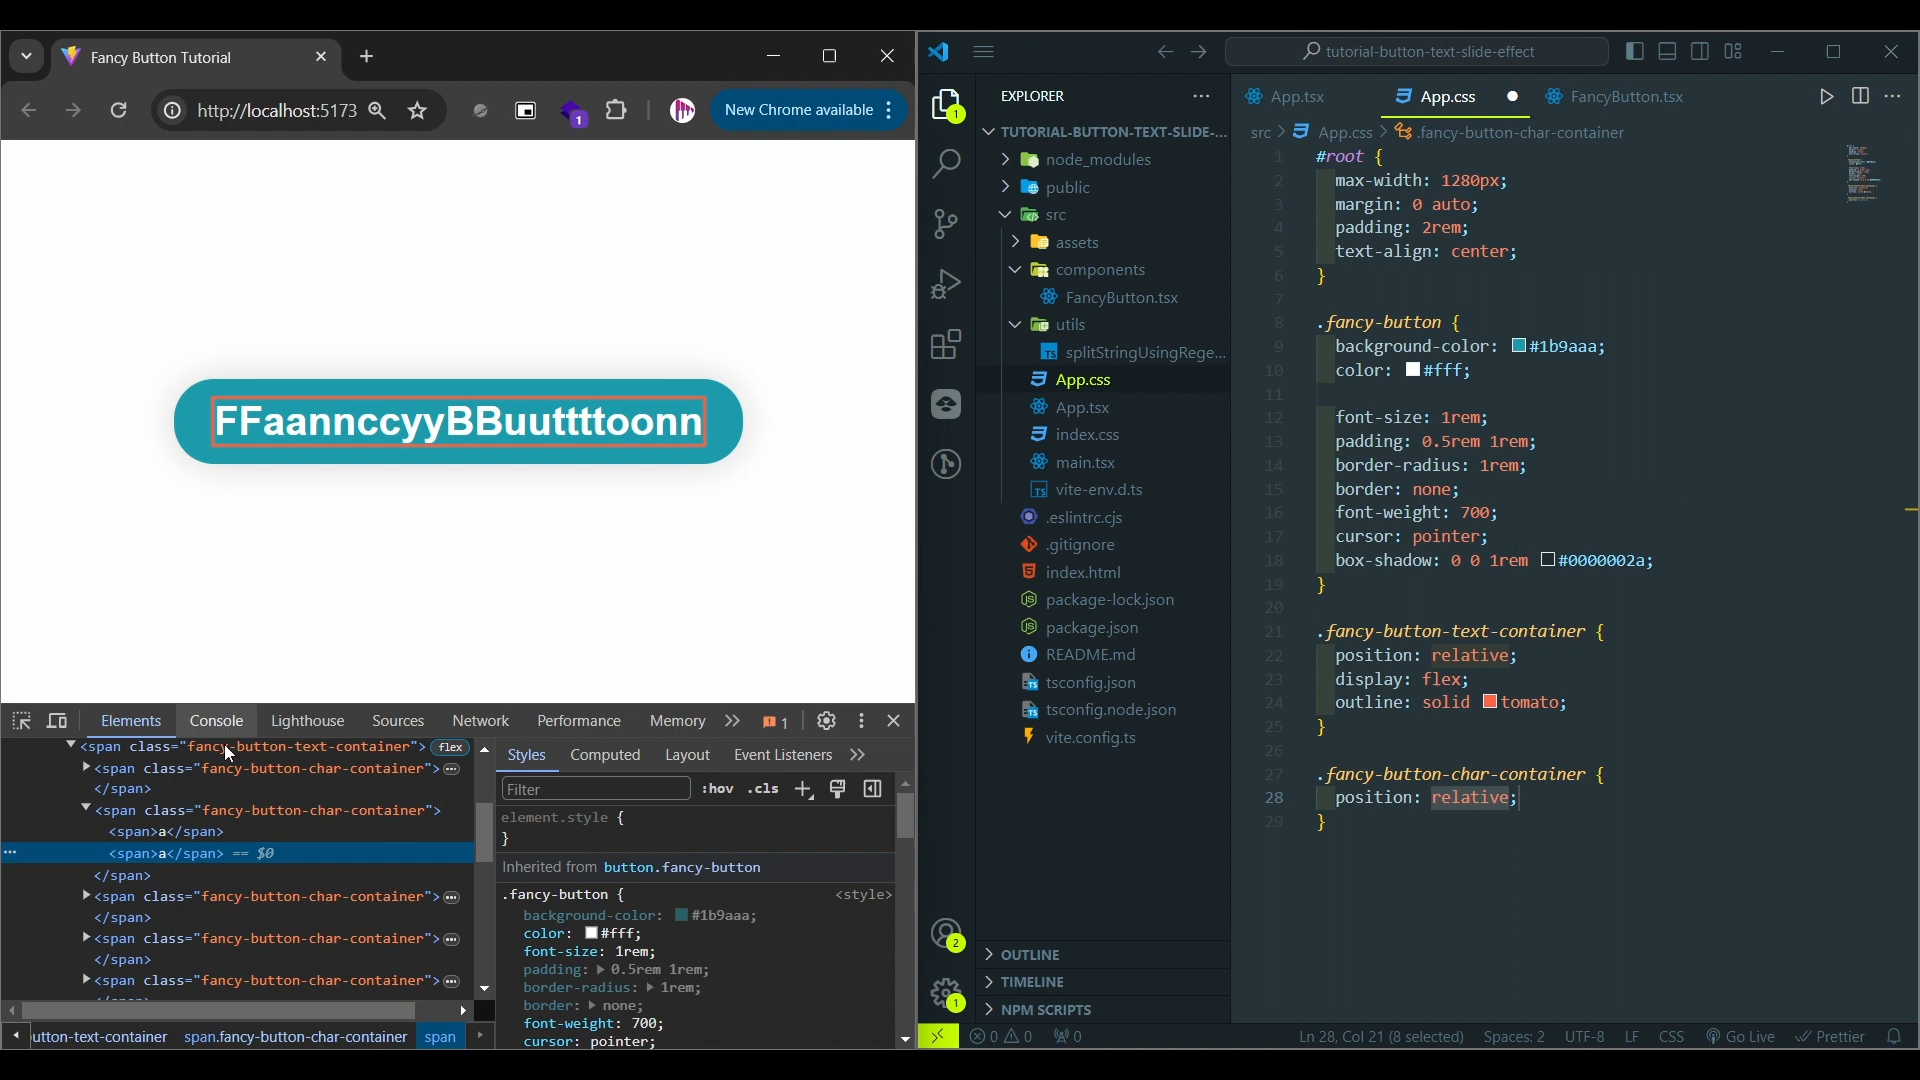 Fancy Button Tutorial
http://localhost:5173
1
New Chrome available
FFaannccyyBBuuttttoonn
Elements
Console
Lighthouse
Sources
Network
Performance
Memory
1
<span class="fancy-button-text-container"> flex
<span class="fancy-button-char-container">
</span>
<span class="fancy-button-char-container">
<span>a</span>
<span>a</span> == $0
</span>
<span class="fancy-button-char-container">
</span>
<span class="fancy-button-char-container">
</span>
<span class="fancy-button-char-container">
utton-text-container span.fancy-button-char-container span
Styles
Computed
Layout
Event Listeners
Filter
:hov .cls
element.style {
}
Inherited from button.fancy-button
.fancy-button { <style>
background-color: #1b9aaa;
color: #fff;
font-size: 1rem;
padding: 0.5rem 1rem;
border-radius: 1rem;
border: none;
font-weight: 700;
cursor: pointer;
tutorial-button-text-slide-effect
1
2
1
EXPLORER
TUTORIAL-BUTTON-TEXT-SLIDE-...
node_modules
public
src
assets
components
FancyButton.tsx
utils
splitStringUsingRege...
App.css
App.tsx
index.css
main.tsx
vite-env.d.ts
.eslintrc.cjs
.gitignore
index.html
package-lock.json
package.json
README.md
tsconfig.json
tsconfig.node.json
vite.config.ts
OUTLINE
TIMELINE
NPM SCRIPTS
App.tsx
App.css
FancyButton.tsx
src > App.css > .fancy-button-char-container
1 #root {
2 max-width: 1280px;
3 margin: 0 auto;
4 padding: 2rem;
5 text-align: center;
6 }
7
8 .fancy-button {
9 background-color: #1b9aaa;
10 color: #fff;
11
12 font-size: 1rem;
13 padding: 0.5rem 1rem;
14 border-radius: 1rem;
15 border: none;
16 font-weight: 700;
17 cursor: pointer;
18 box-shadow: 0 0 1rem #0000002a;
19 }
20
21 .fancy-button-text-container {
22 position: relative;
23 display: flex;
24 outline: solid tomato;
25 }
26
27 .fancy-button-char-container {
28 position: relative;
29 }
0 0 0
Ln 28, Col 21 (8 selected)
Spaces: 2
UTF-8
LF
CSS
Go Live
Prettier